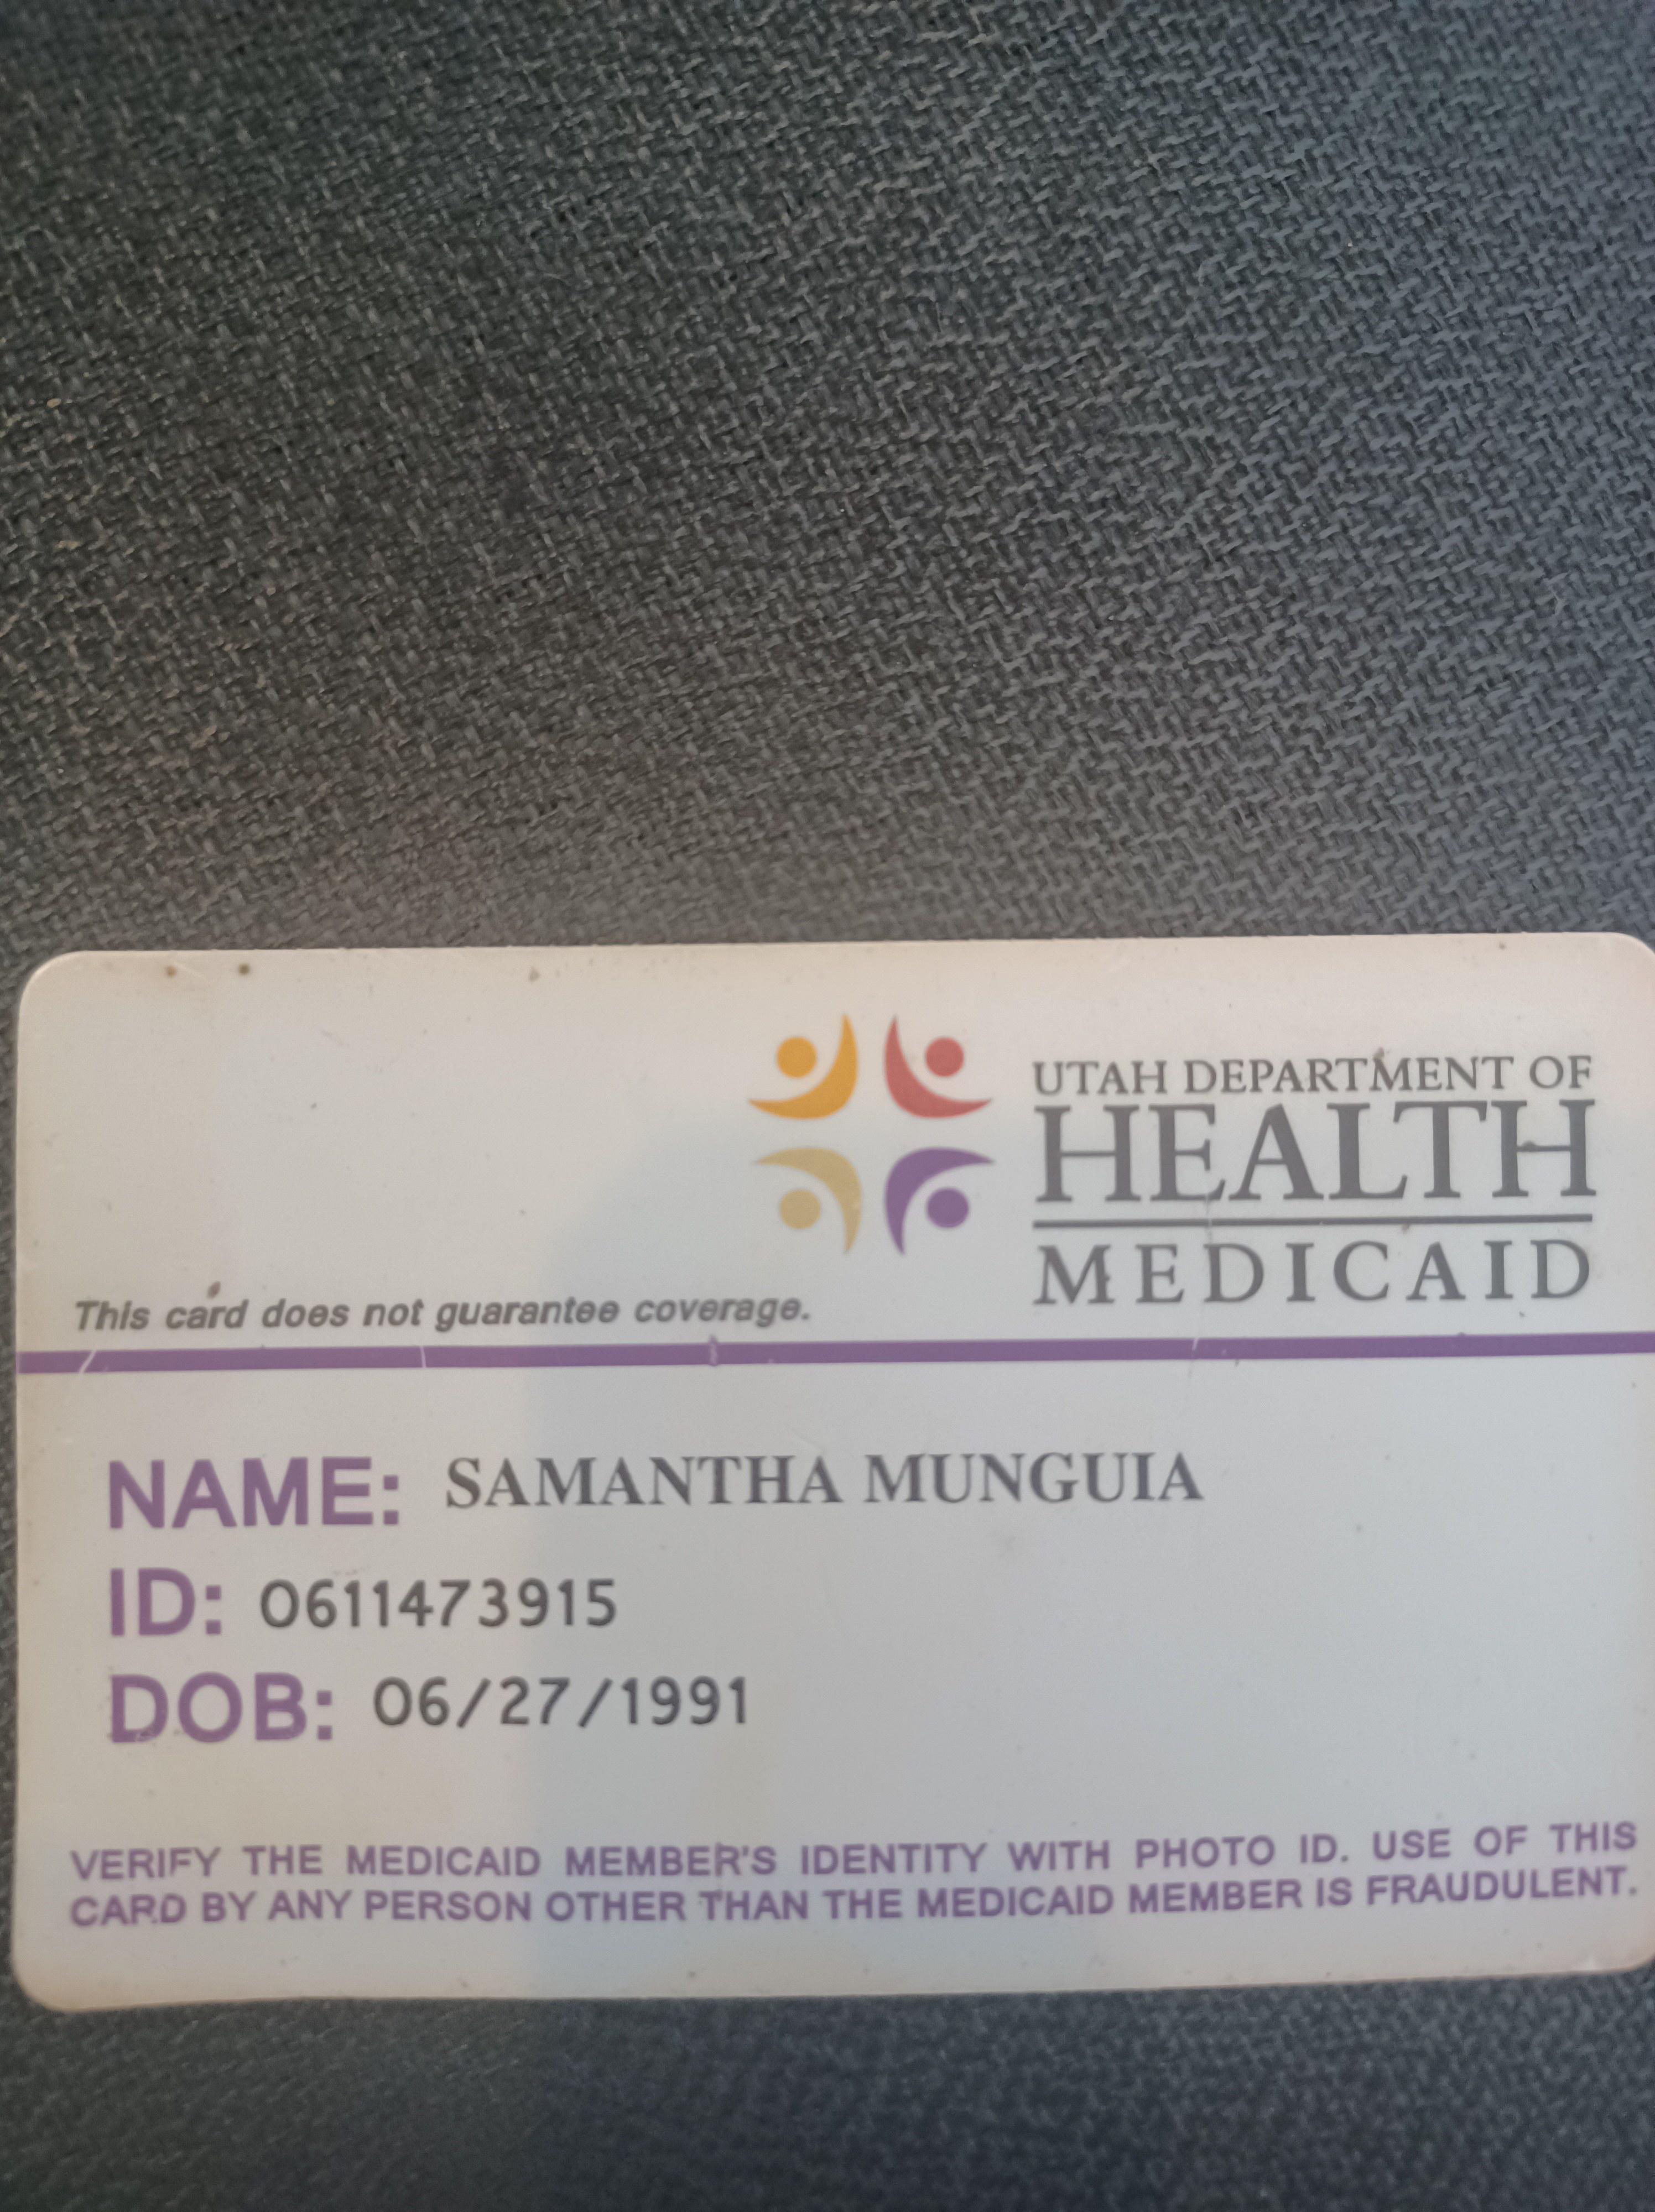 UTAH DEPARTMENT OF
HEALTH
MEDICAID
This card does not guarantee coverage.
NAME: SAMANTHA MUNGUIA
ID: 0611473915
DOB: 06/27/1991
VERIFY THE MEDICAID MEMBER'S IDENTITY WITH PHOTO ID. USE OF THIS
CARD BY ANY PERSON OTHER THAN THE MEDICAID MEMBER IS FRAUDULENT.